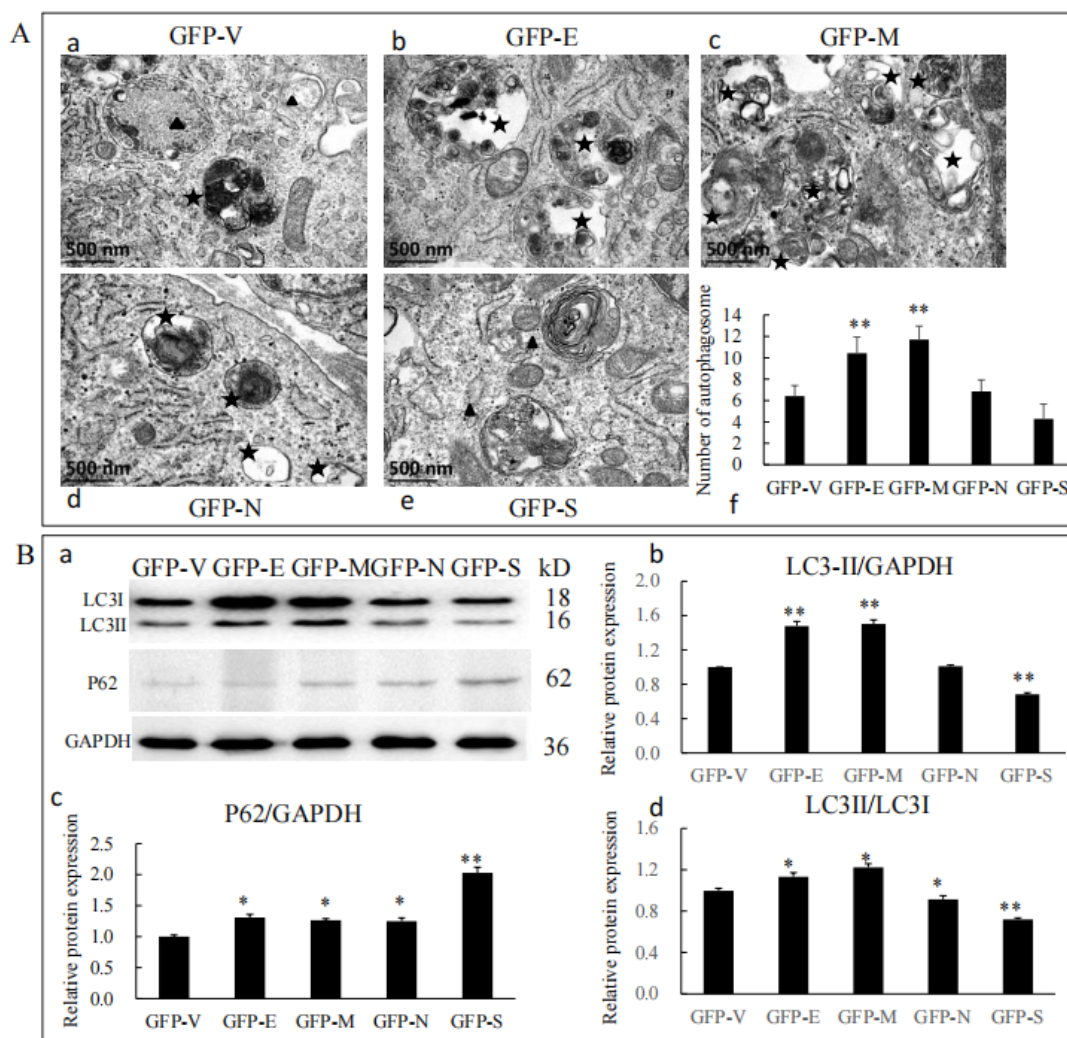 A
a GFP-V
b GFP-E
c GFP-M
500 nm
500 nm
500 nm
500 nm
500 nm
d GFP-N
e GFP-S
Number of autophagosome
14
12
10
8
6
4
2
0
** **
GFP-V GFP-E GFP-M GFP-N GFP-S
f
B
a
GFP-V GFP-E GFP-M GFP-N GFP-S kD
LC3I 18
LC3II 16
P62 62
GAPDH 36
b
LC3-II/GAPDH
Relative protein expression
2.0
1.6
1.2
0.8
0.4
0.0
** ** **
GFP-V GFP-E GFP-M GFP-N GFP-S
c
P62/GAPDH
Relative protein expression
2.5
2.0
1.5
1.0
0.5
0.0
* * * **
GFP-V GFP-E GFP-M GFP-N GFP-S
d
LC3II/LC3I
Relative protein expression
1.6
1.2
0.8
0.4
0.0
* * * **
GFP-V GFP-E GFP-M GFP-N GFP-S